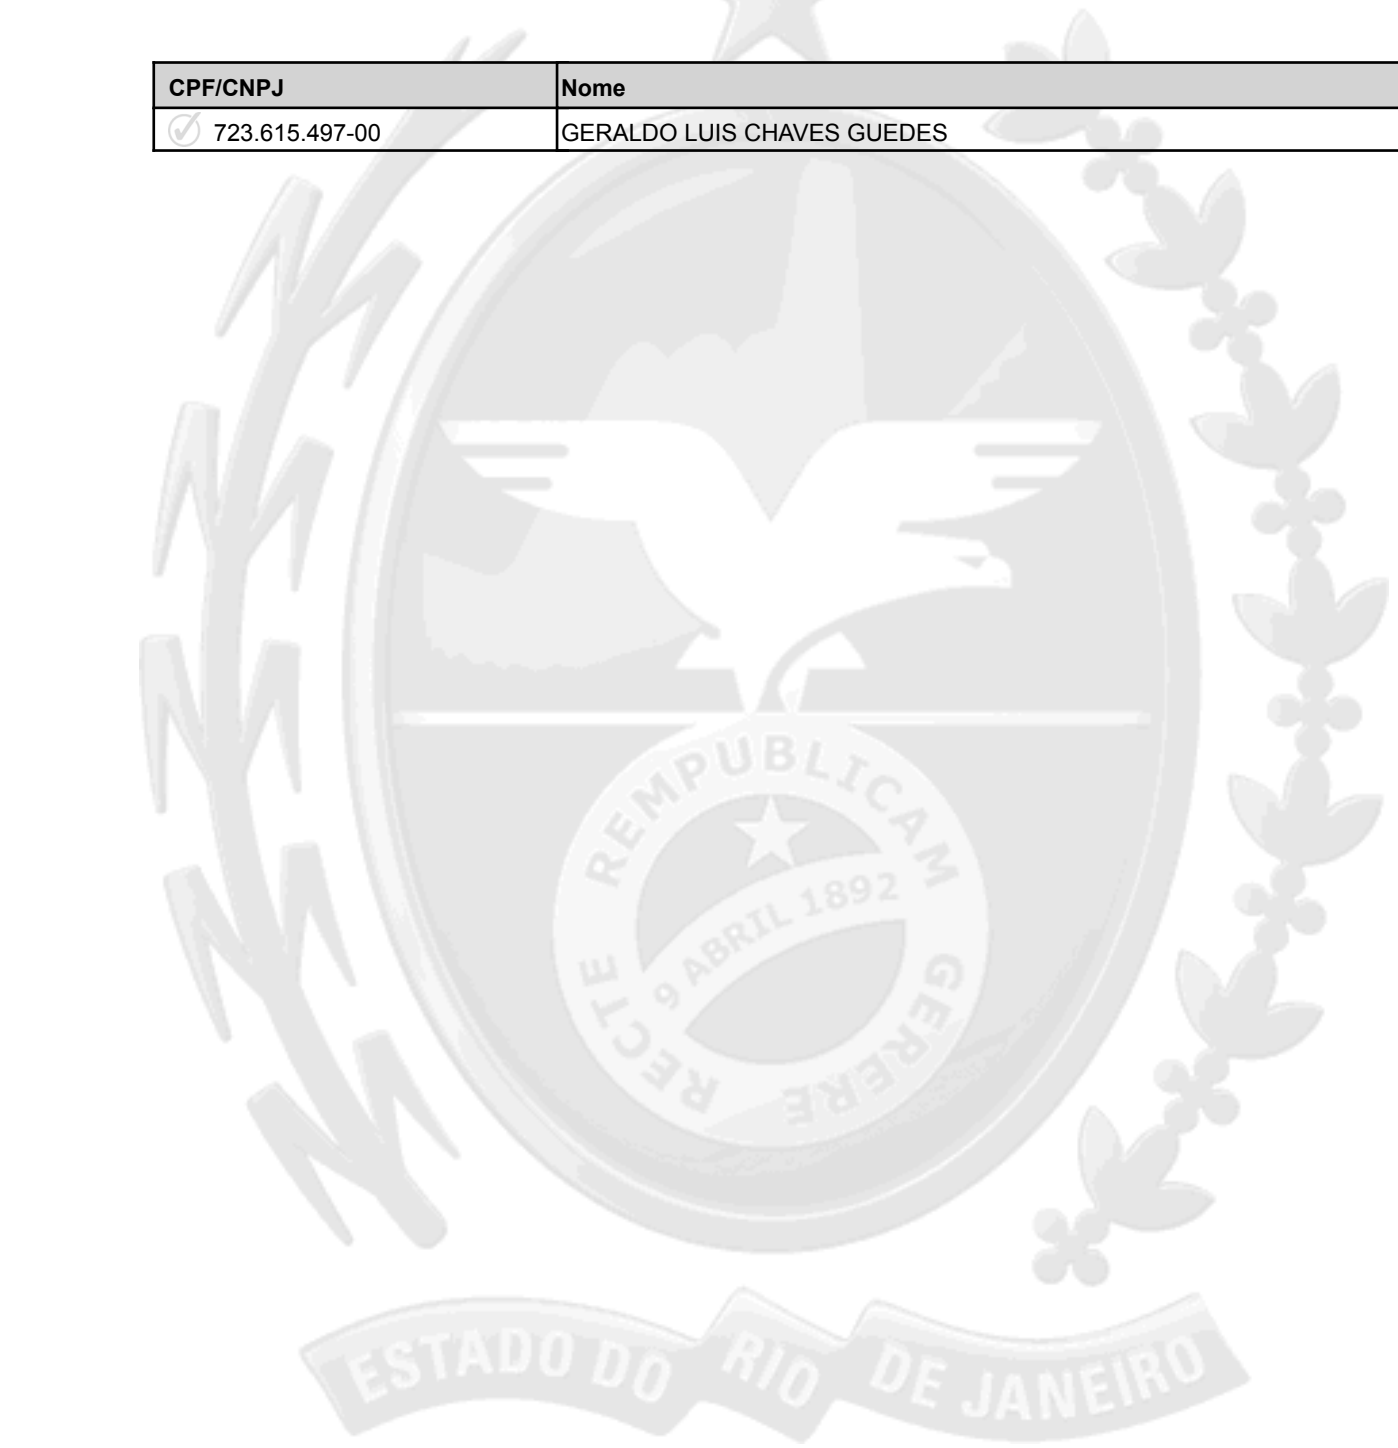 CPF/CNPJ Nome
723.615.497-00 GERALDO LUIS CHAVES GUEDES
RECTE REMPUBLICAM GERERE
9 ABRIL 1892
ESTADO DO RIO DE JANEIRO